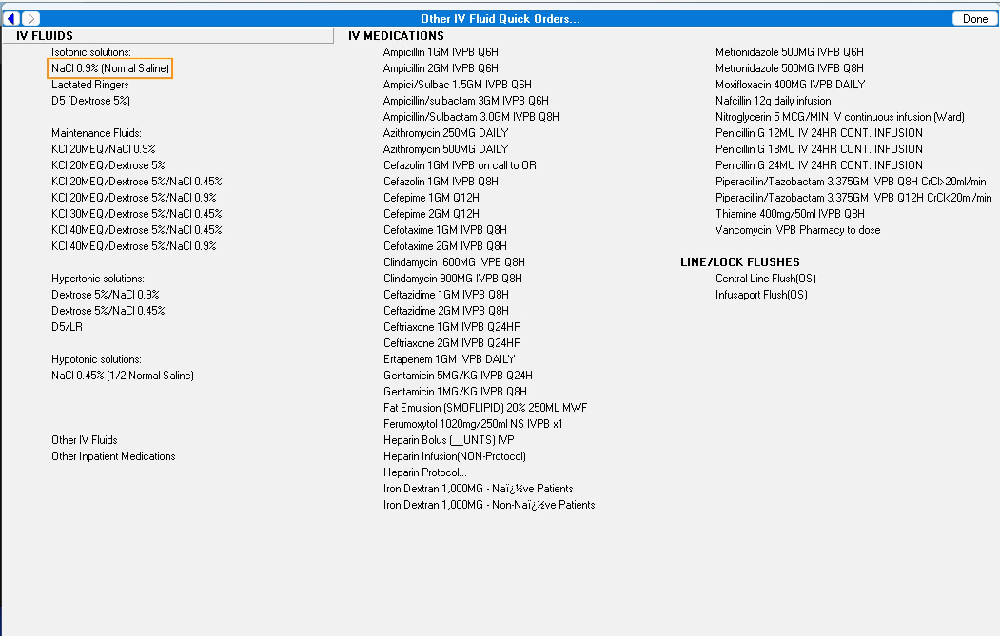 Other IV Fluid Quick Orders...
Done
IV FLUIDS
Isotonic solutions:
NaCl 0.9% (Normal Saline)
Lactated Ringers
D5 (Dextrose 5%)
Maintenance Fluids:
KCl 20MEQ/NaCl 0.9%
KCl 20MEQ/Dextrose 5%
KCl 20MEQ/Dextrose 5%/NaCl 0.45%
KCl 20MEQ/Dextrose 5%/NaCl 0.9%
KCl 30MEQ/Dextrose 5%/NaCl 0.45%
KCl 40MEQ/Dextrose 5%/NaCl 0.45%
KCl 40MEQ/Dextrose 5%/NaCl 0.9%
Hypertonic solutions:
Dextrose 5%/NaCl 0.9%
Dextrose 5%/NaCl 0.45%
D5/LR
Hypotonic solutions:
NaCl 0.45% (1/2 Normal Saline)
Other IV Fluids
Other Inpatient Medications
IV MEDICATIONS
Ampicillin 1GM IVPB Q6H
Ampicillin 2GM IVPB Q6H
Ampici/Sulbac 1.5GM IVPB Q6H
Ampicillin/sulbactam 3GM IVPB Q6H
Ampicillin/Sulbactam 3.0GM IVPB Q8H
Azithromycin 250MG DAILY
Azithromycin 500MG DAILY
Cefazolin 1GM IVPB on call to OR
Cefazolin 1GM IVPB Q8H
Cefepime 1GM Q12H
Cefepime 2GM Q12H
Cefotaxime 1GM IVPB Q8H
Cefotaxime 2GM IVPB Q8H
Clindamycin  600MG IVPB Q8H
Clindamycin 900MG IVPB Q8H
Ceftazidime 1GM IVPB Q8H
Ceftazidime 2GM IVPB Q8H
Ceftriaxone 1GM IVPB Q24HR
Ceftriaxone 2GM IVPB Q24HR
Ertapenem 1GM IVPB DAILY
Gentamicin 5MG/KG IVPB Q24H
Gentamicin 1MG/KG IVPB Q8H
Fat Emulsion (SMOFLIPID) 20% 250ML MWF
Ferumoxytol 1020mg/250ml NS IVPB x1
Heparin Bolus (__UNTS) IVP
Heparin Infusion(NON-Protocol)
Heparin Protocol...
Iron Dextran 1,000MG - Naï¿½ve Patients
Iron Dextran 1,000MG - Non-Naï¿½ve Patients
Metronidazole 500MG IVPB Q6H
Metronidazole 500MG IVPB Q8H
Moxifloxacin 400MG IVPB DAILY
Nafcillin 12g daily infusion
Nitroglycerin 5 MCG/MIN IV continuous infusion (Ward)
Penicillin G 12MU IV 24HR CONT. INFUSION
Penicillin G 18MU IV 24HR CONT. INFUSION
Penicillin G 24MU IV 24HR CONT. INFUSION
Piperacillin/Tazobactam 3.375GM IVPB Q8H CrCl>20ml/min
Piperacillin/Tazobactam 3.375GM IVPB Q12H CrCl<20ml/min
Thiamine 400mg/50ml IVPB Q8H
Vancomycin IVPB Pharmacy to dose
LINE/LOCK FLUSHES
Central Line Flush(OS)
Infusaport Flush(OS)